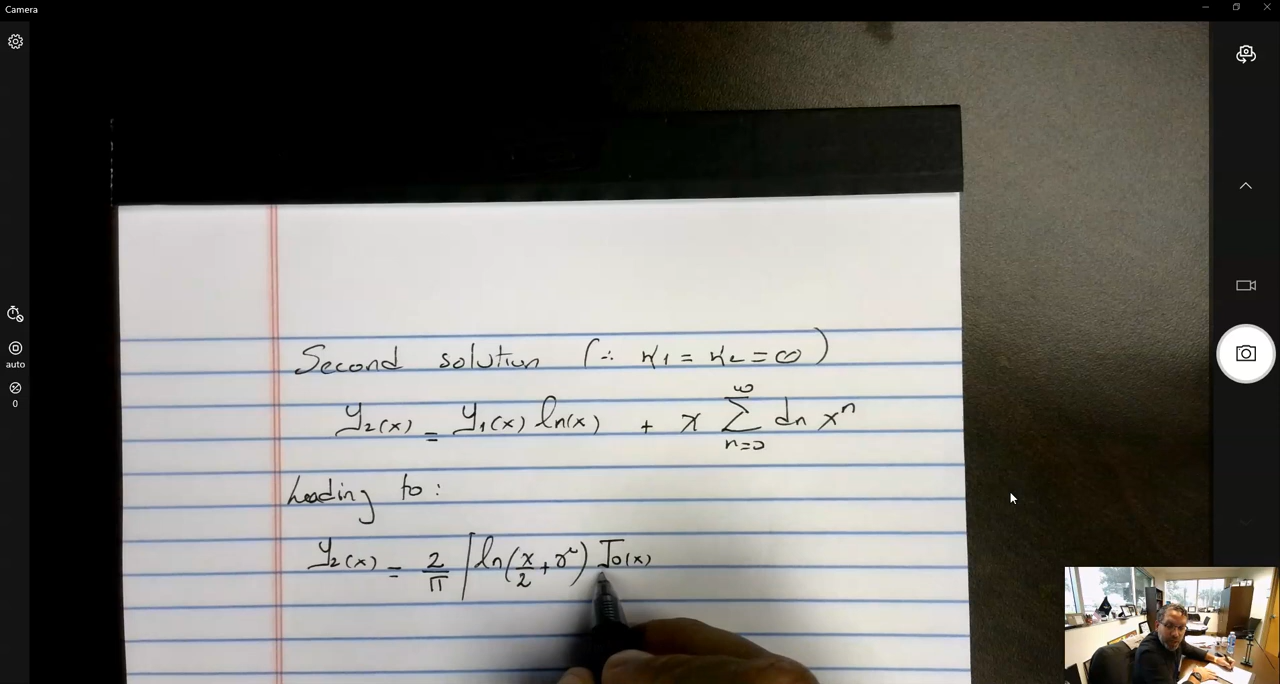 Camera
auto
0
Second solution (∴ r₁ = r₂ = 0)
y₂(x) = y₁(x) ln(x) + x ∑ₙ₌₀^∞ dₙ xⁿ
leading to:
y₂(x) = 2/π [ln(x/2 + γ) J₀(x)